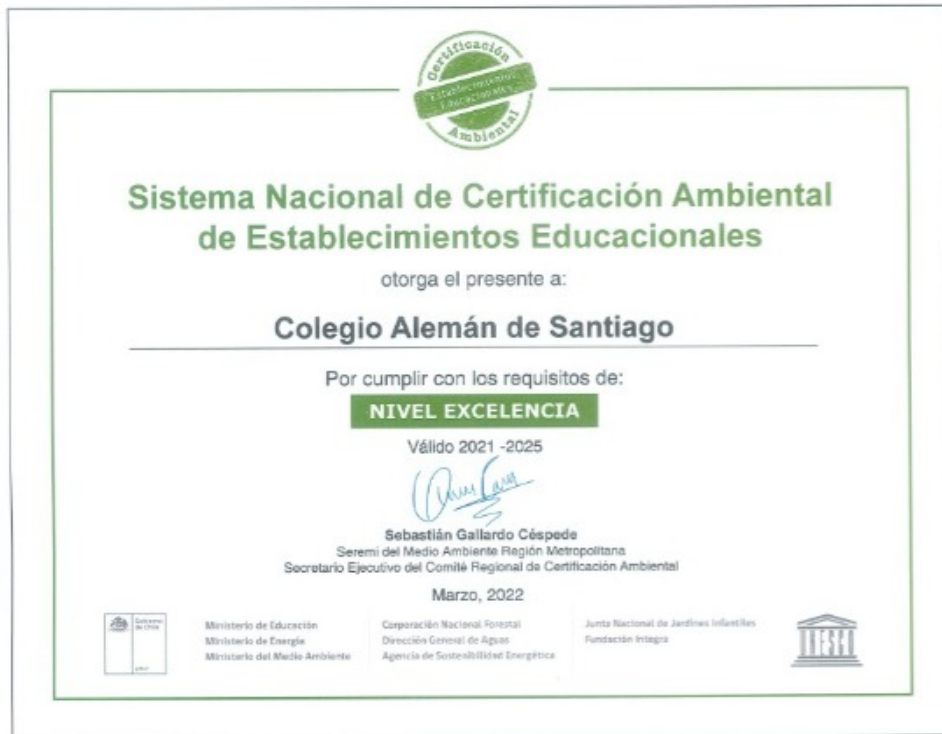 Certificación
Establecimientos
Educacionales
Ambiental
Sistema Nacional de Certificación Ambiental
de Establecimientos Educacionales
otorga el presente a:
Colegio Alemán de Santiago
Por cumplir con los requisitos de:
NIVEL EXCELENCIA
Válido 2021 -2025
Sebastián Gallardo Céspede
Seremi del Medio Ambiente Región Metropolitana
Secretario Ejecutivo del Comité Regional de Certificación Ambiental
Marzo, 2022
Gobierno
de Chile
Ministerio de Educación
Ministerio de Energía
Ministerio del Medio Ambiente
Corporación Nacional Forestal
Dirección General de Aguas
Agencia de Sostenibilidad Energética
Junta Nacional de Jardines Infantiles
Fundación Integra
UNESCO